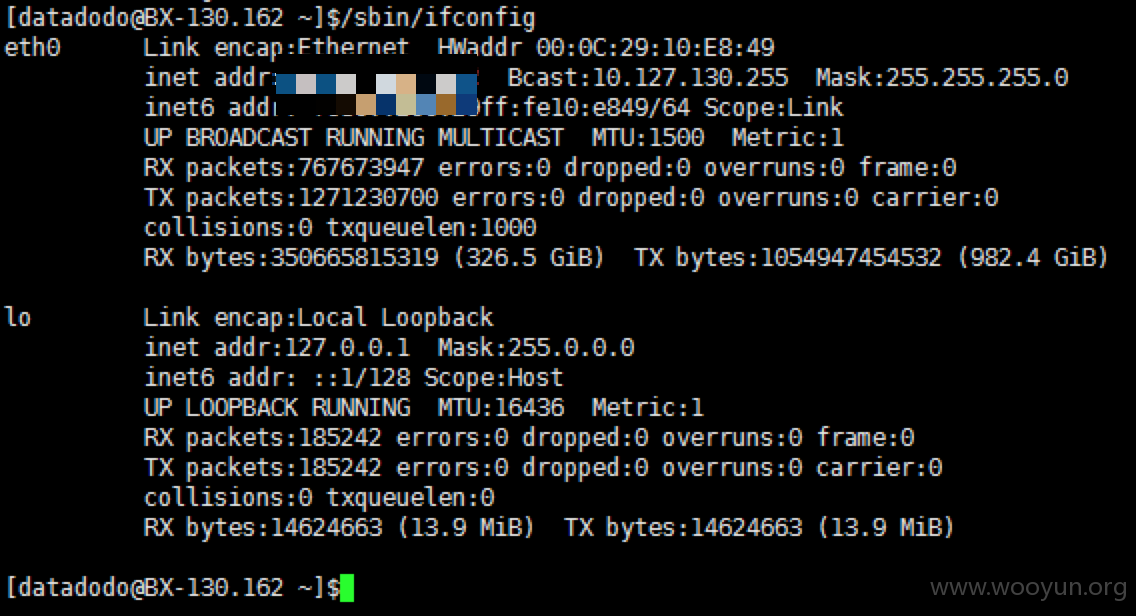 [datadodo@BX-130.162 ~]$/sbin/ifconfig
eth0 Link encap:Ethernet HWaddr 00:0C:29:10:E8:49
inet addr: Bcast:10.127.130.255 Mask:255.255.255.0
inet6 addr ff:fe10:e849/64 Scope:Link
UP BROADCAST RUNNING MULTICAST MTU:1500 Metric:1
RX packets:767673947 errors:0 dropped:0 overruns:0 frame:0
TX packets:1271230700 errors:0 dropped:0 overruns:0 carrier:0
collisions:0 txqueuelen:1000
RX bytes:350665815319 (326.5 GiB) TX bytes:1054947454532 (982.4 GiB)
lo Link encap:Local Loopback
inet addr:127.0.0.1 Mask:255.0.0.0
inet6 addr: ::1/128 Scope:Host
UP LOOPBACK RUNNING MTU:16436 Metric:1
RX packets:185242 errors:0 dropped:0 overruns:0 frame:0
TX packets:185242 errors:0 dropped:0 overruns:0 carrier:0
collisions:0 txqueuelen:0
RX bytes:14624663 (13.9 MiB) TX bytes:14624663 (13.9 MiB)
[datadodo@BX-130.162 ~]$
www.wooyun.org